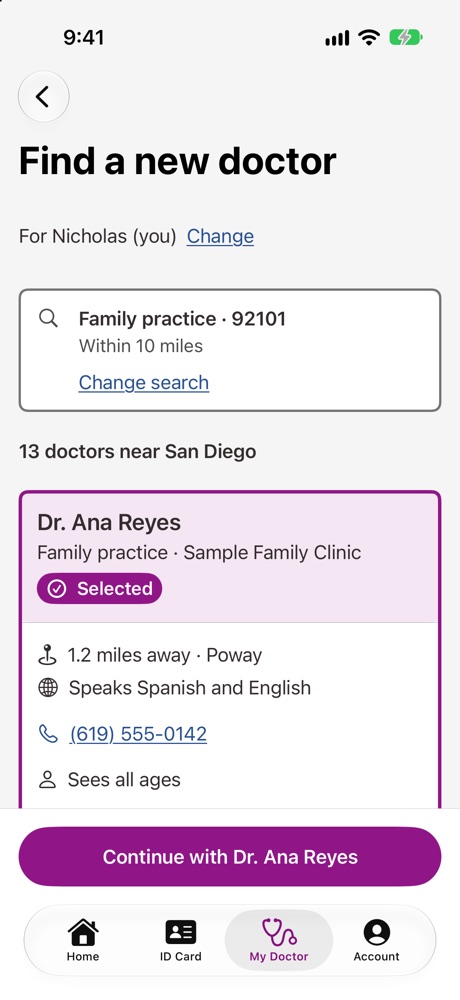 9:41
Find a new doctor
For Nicholas (you) Change
Family practice · 92101
Within 10 miles
Change search
13 doctors near San Diego
Dr. Ana Reyes
Family practice · Sample Family Clinic
Selected
1.2 miles away · Poway
Speaks Spanish and English
(619) 555-0142
Sees all ages
Continue with Dr. Ana Reyes
Home ID Card My Doctor Account